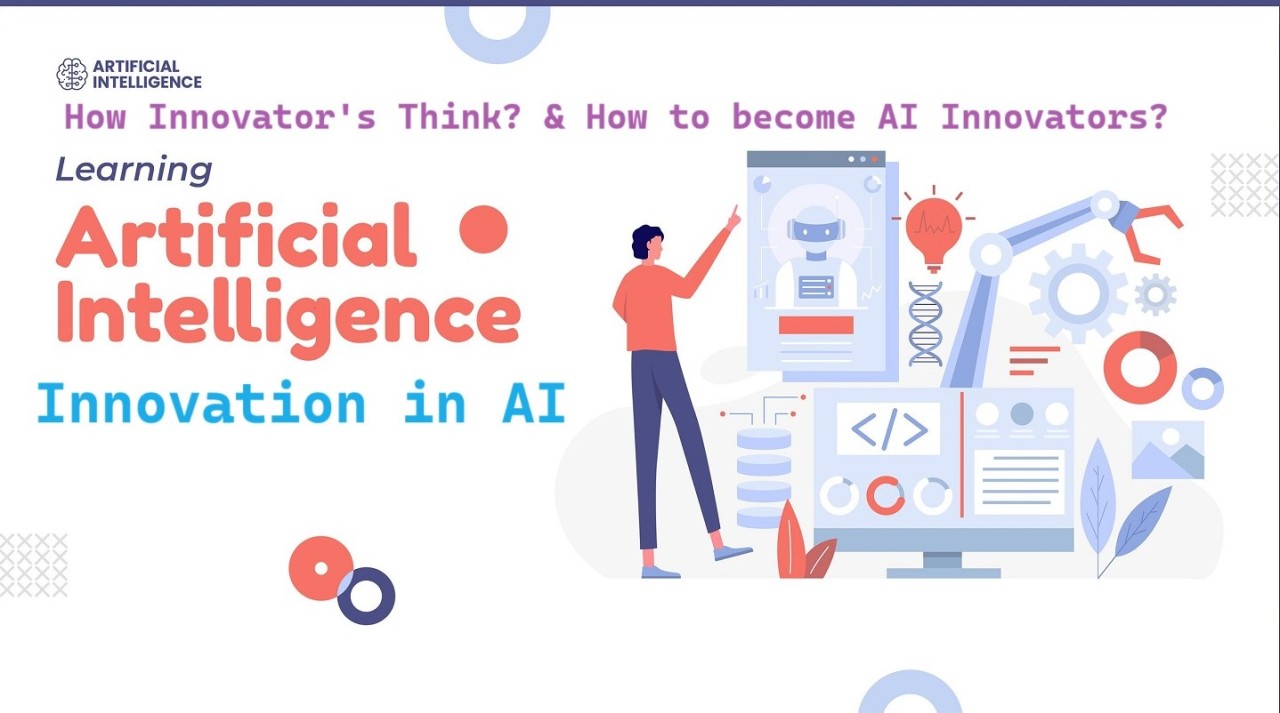 ARTIFICIAL
INTELLIGENCE
How Innovator's Think? & How to become AI Innovators?
Learning
Artificial
Intelligence
Innovation in AI
</>